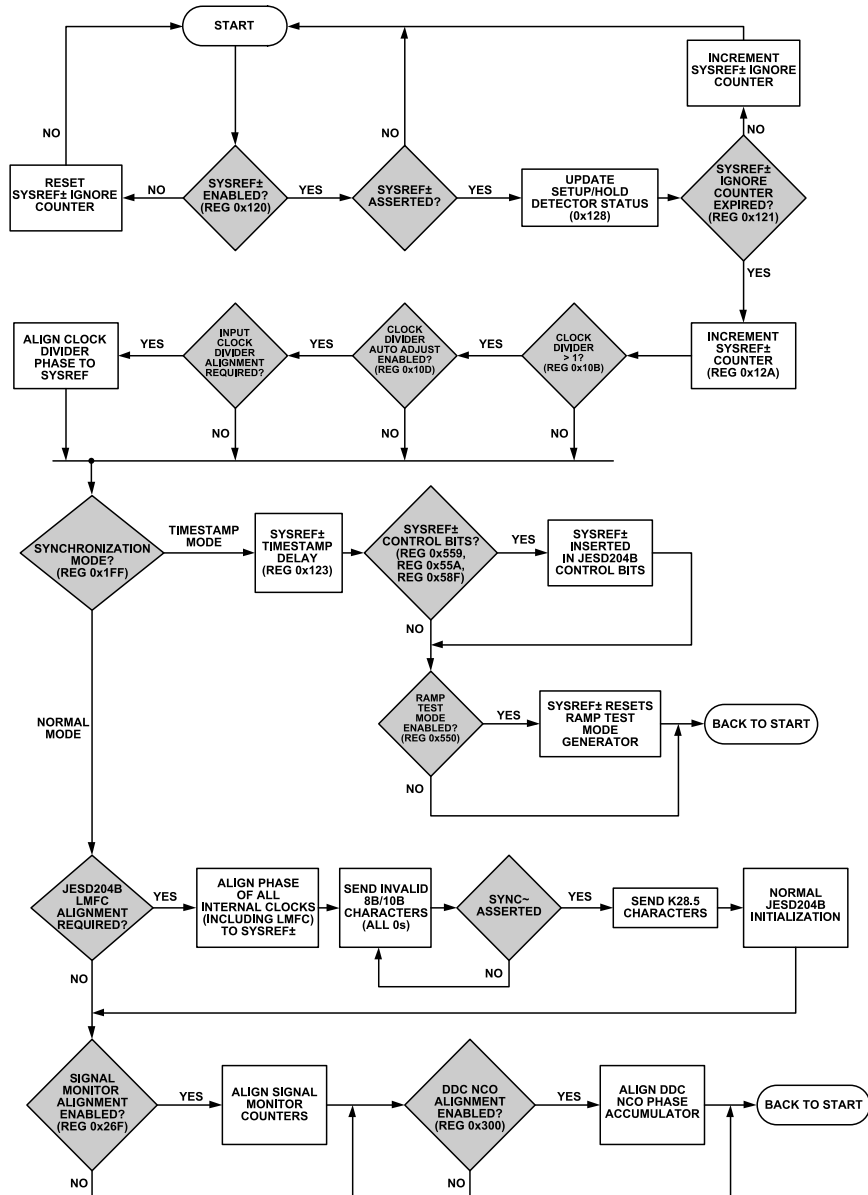 START
INCREMENT
SYSREF± IGNORE
COUNTER
NO
NO
RESET
SYSREF± IGNORE
COUNTER
NO
SYSREF±
ENABLED?
(REG 0x120)
YES
SYSREF±
ASSERTED?
YES
UPDATE
SETUP/HOLD
DETECTOR STATUS
(0x128)
SYSREF±
IGNORE
COUNTER
EXPIRED?
(REG 0x121)
YES
ALIGN CLOCK
DIVIDER
PHASE TO
SYSREF
YES
INPUT
CLOCK
DIVIDER
ALIGNMENT
REQUIRED?
YES
CLOCK
DIVIDER
AUTO ADJUST
ENABLED?
(REG 0x10D)
YES
CLOCK
DIVIDER
> 1?
(REG 0x10B)
INCREMENT
SYSREF±
COUNTER
(REG 0x12A)
NO
NO
NO
SYNCHRONIZATION
MODE?
(REG 0x1FF)
TIMESTAMP
MODE
SYSREF±
TIMESTAMP
DELAY
(REG 0x123)
SYSREF±
CONTROL BITS?
(REG 0x559,
REG 0x55A,
REG 0x58F)
YES
SYSREF±
INSERTED
IN JESD204B
CONTROL BITS
NO
NORMAL
MODE
RAMP
TEST
MODE
ENABLED?
(REG 0x550)
YES
SYSREF± RESETS
RAMP TEST
MODE
GENERATOR
BACK TO START
NO
JESD204B
LMFC
ALIGNMENT
REQUIRED?
YES
ALIGN PHASE
OF ALL
INTERNAL CLOCKS
(INCLUDING LMFC)
TO SYSREF±
SEND INVALID
8B/10B
CHARACTERS
(ALL 0s)
SYNC~
ASSERTED
YES
SEND K28.5
CHARACTERS
NORMAL
JESD204B
INITIALIZATION
NO
NO
SIGNAL
MONITOR
ALIGNMENT
ENABLED?
(REG 0x26F)
YES
ALIGN SIGNAL
MONITOR
COUNTERS
DDC NCO
ALIGNMENT
ENABLED?
(REG 0x300)
YES
ALIGN DDC
NCO PHASE
ACCUMULATOR
BACK TO START
NO
NO